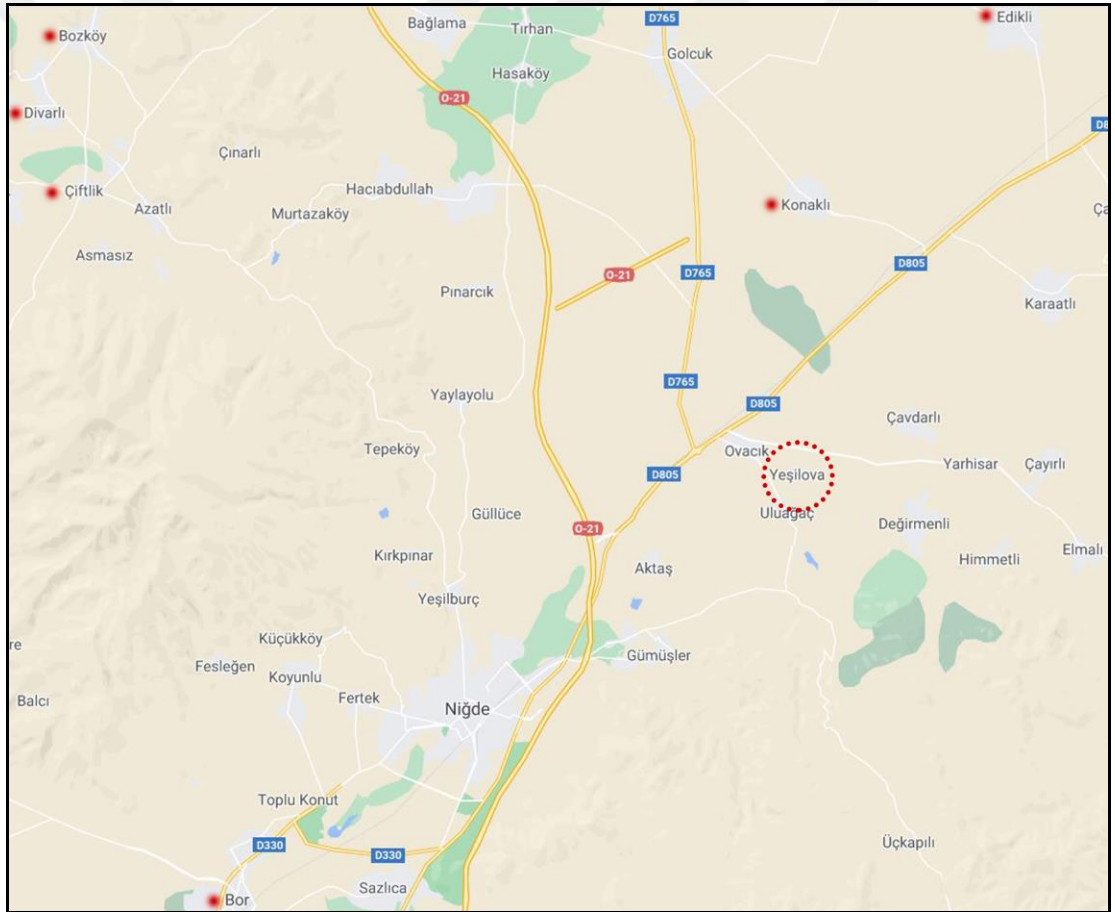 Bozköy
Bağlama
Tırhan
D765
Edikli
Golcuk
Hasaköy
O-21
Divarlı
D8
Çınarlı
Çiftlik
Hacıabdullah
Azatlı
Murtazaköy
Konaklı
Ça
Asmasız
O-21
D765
D805
Pınarcık
Karaatlı
D765
Yaylayolu
D805
Çavdarlı
Tepeköy
Ovacık
D805
Yeşilova
Yarhisar
Çayırlı
Güllüce
Uluağaç
O-21
Değirmenli
Kırkpınar
Aktaş
Himmetli
Elmalı
Yeşilburç
Küçükköy
re
Fesleğen
Koyunlu
Gümüşler
Balcı
Fertek
Niğde
Toplu Konut
D330
D330
Üçkapılı
Sazlıca
Bor